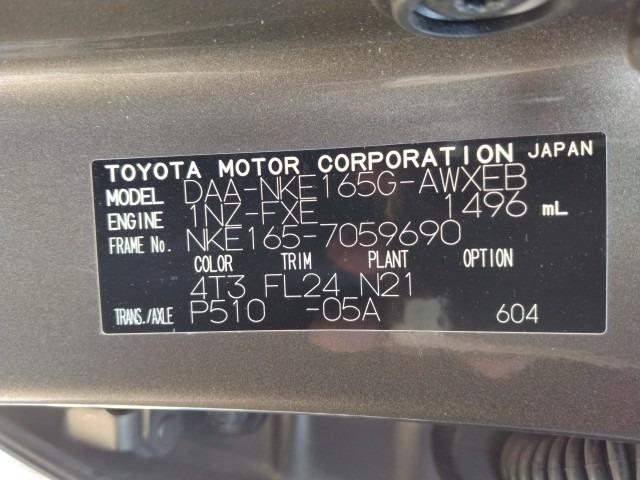 TOYOTA MOTOR CORPORATION JAPAN
MODEL DAA-NKE165G-AWXEB
ENGINE 1NZ-FXE 1496 mL
FRAME No. NKE165-7059690
COLOR TRIM PLANT OPTION
4T3 FL24 N21
TRANS./AXLE P510 -05A 604